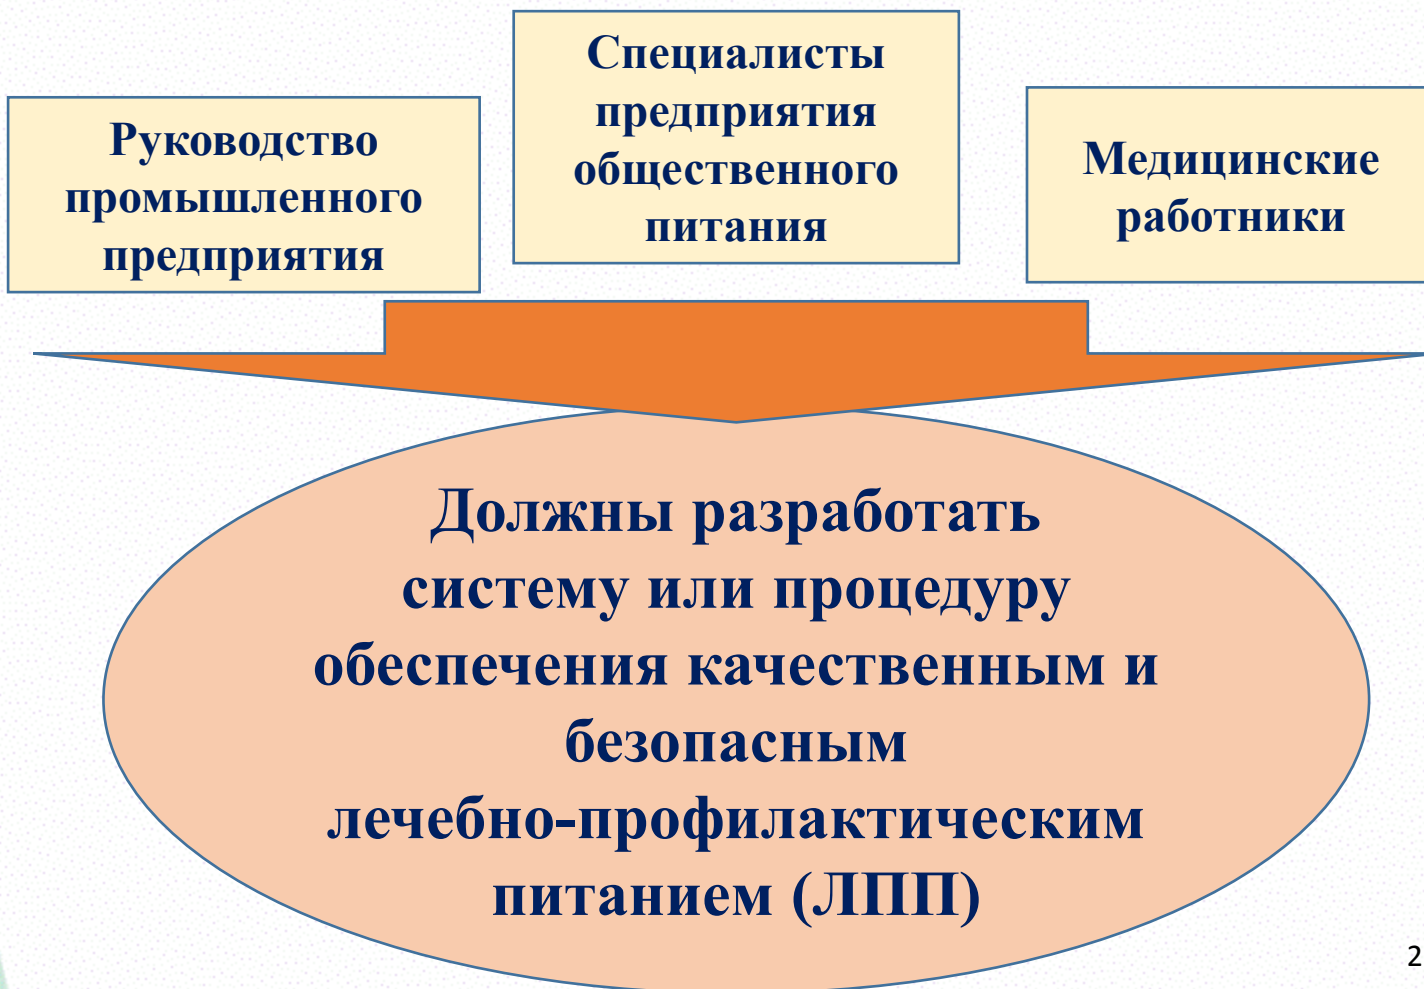 Руководство
промышленного
предприятия
Специалисты
предприятия
общественного
питания
Медицинские
работники
Должны разработать
систему или процедуру
обеспечения качественным и
безопасным
лечебно-профилактическим
питанием (ЛПП)
2